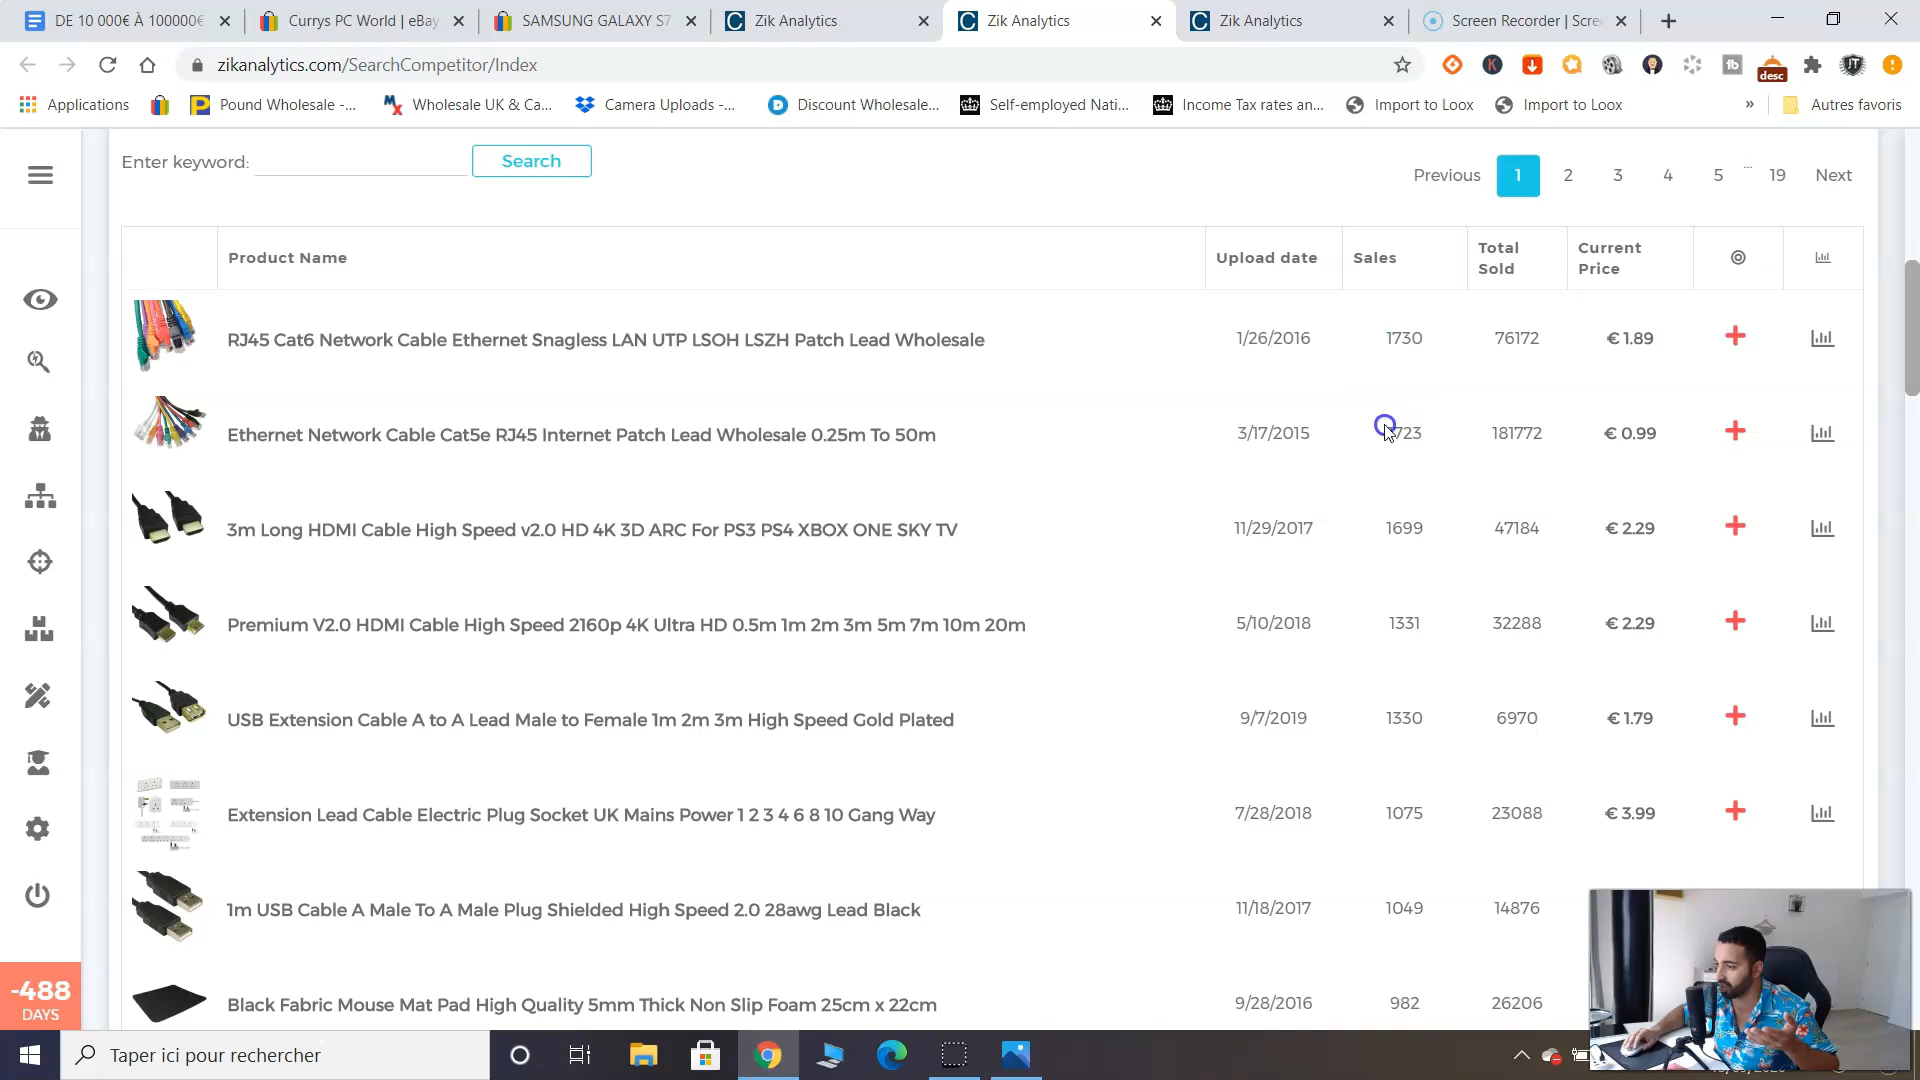 DE 10 000€ À 100000€
Currys PC World | eBay
SAMSUNG GALAXY S7
Zik Analytics
Zik Analytics
Zik Analytics
Screen Recorder | Scre
zikanalytics.com/SearchCompetitor/Index
desc
Applications
Pound Wholesale -...
Wholesale UK & Ca...
Camera Uploads -...
Discount Wholesale...
Self-employed Nati...
Income Tax rates an...
Import to Loox
Import to Loox
»
Autres favoris
Enter keyword:
Search
Previous 1 2 3 4 5 ... 19 Next
Product Name Upload date Sales Total Sold Current Price
RJ45 Cat6 Network Cable Ethernet Snagless LAN UTP LSOH LSZH Patch Lead Wholesale 1/26/2016 1730 76172 € 1.89
Ethernet Network Cable Cat5e RJ45 Internet Patch Lead Wholesale 0.25m To 50m 3/17/2015 723 181772 € 0.99
3m Long HDMI Cable High Speed v2.0 HD 4K 3D ARC For PS3 PS4 XBOX ONE SKY TV 11/29/2017 1699 47184 € 2.29
Premium V2.0 HDMI Cable High Speed 2160p 4K Ultra HD 0.5m 1m 2m 3m 5m 7m 10m 20m 5/10/2018 1331 32288 € 2.29
USB Extension Cable A to A Lead Male to Female 1m 2m 3m High Speed Gold Plated 9/7/2019 1330 6970 € 1.79
Extension Lead Cable Electric Plug Socket UK Mains Power 1 2 3 4 6 8 10 Gang Way 7/28/2018 1075 23088 € 3.99
1m USB Cable A Male To A Male Plug Shielded High Speed 2.0 28awg Lead Black 11/18/2017 1049 14876
Black Fabric Mouse Mat Pad High Quality 5mm Thick Non Slip Foam 25cm x 22cm 9/28/2016 982 26206
-488
DAYS
Taper ici pour rechercher